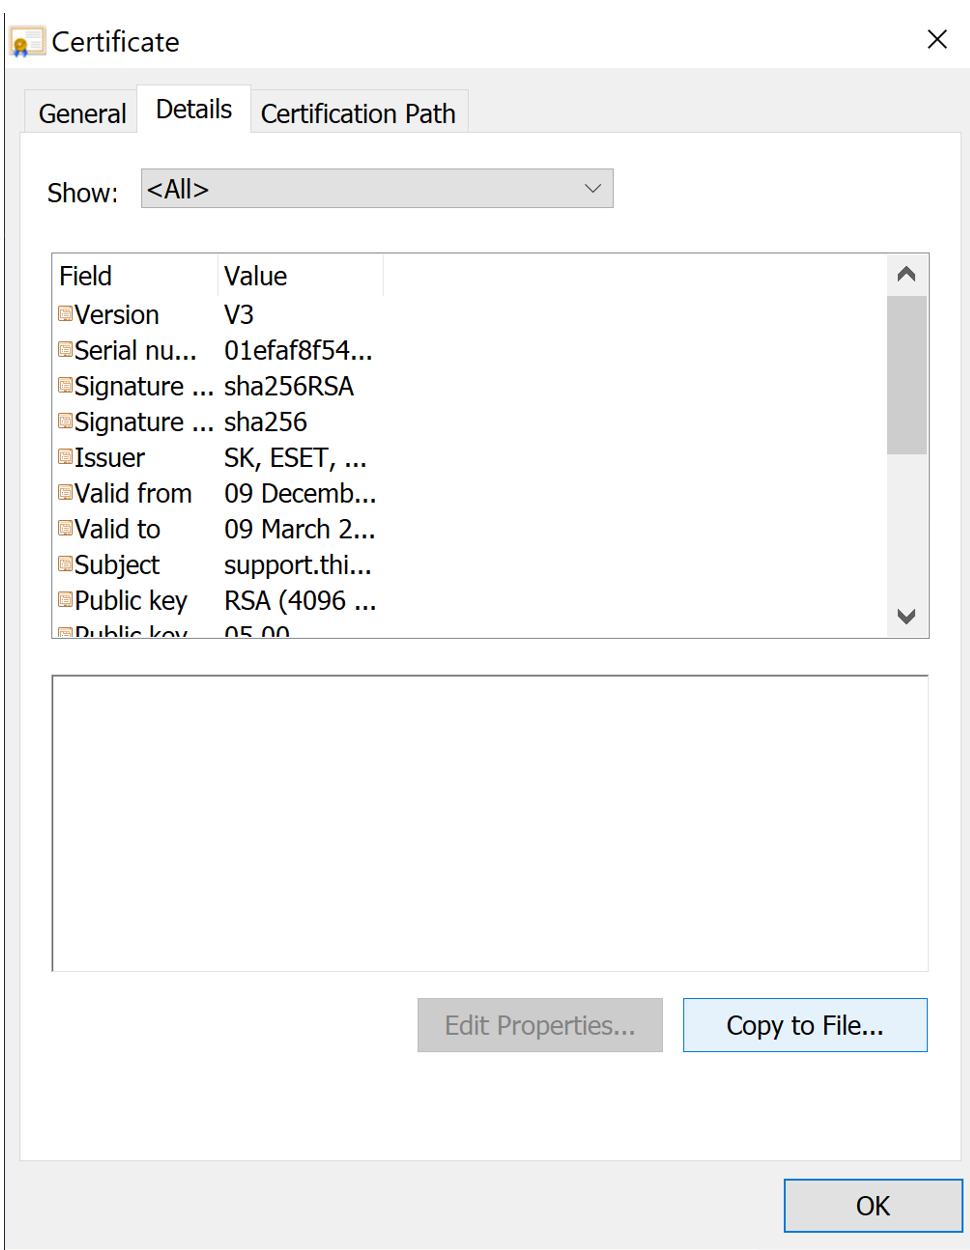 Certificate
General Details Certification Path
Show: <All>
Field Value
Version V3
Serial nu... 01efaf8f54...
Signature ... sha256RSA
Signature ... sha256
Issuer SK, ESET, ...
Valid from 09 Decemb...
Valid to 09 March 2...
Subject support.thi...
Public key RSA (4096 ...
Public key 05 00
Edit Properties... Copy to File...
OK